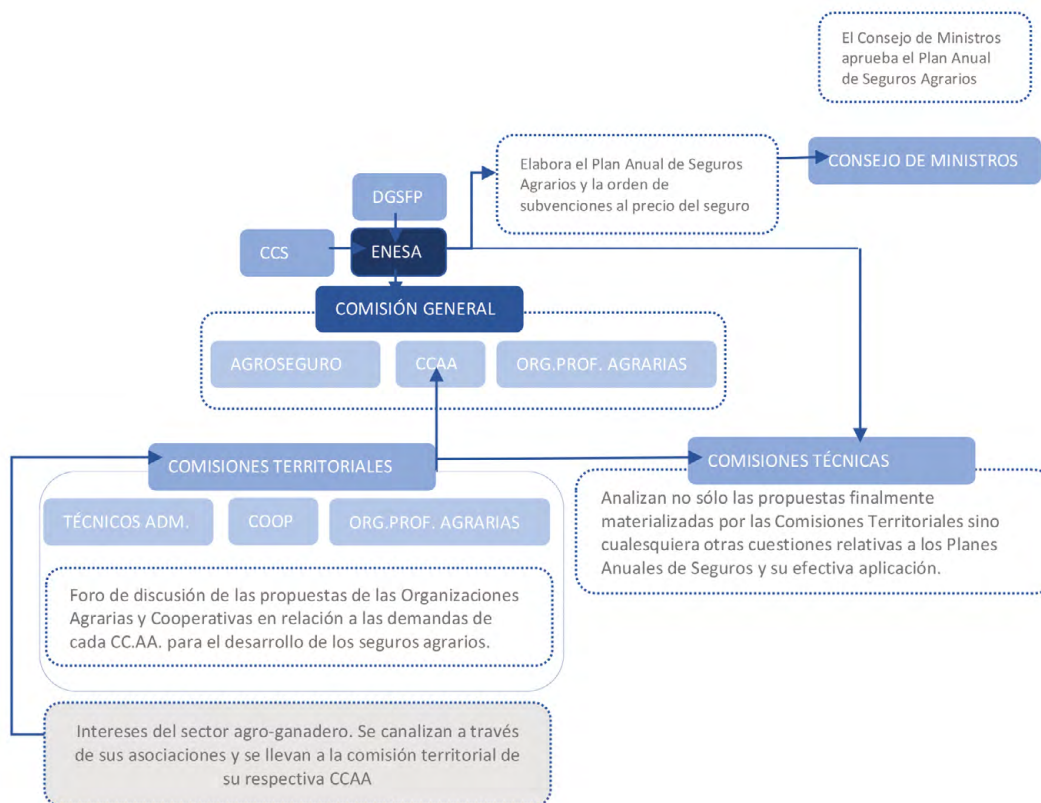 El Consejo de Ministros
aprueba el Plan Anual
de Seguros Agrarios
Elabora el Plan Anual de Seguros
Agrarios y la orden de
subvenciones al precio del seguro
CONSEJO DE MINISTROS
DGSFP
CCS
ENESA
COMISIÓN GENERAL
AGROSEGURO
CCAA
ORG.PROF. AGRARIAS
COMISIONES TERRITORIALES
COMISIONES TÉCNICAS
TÉCNICOS ADM.
COOP
ORG.PROF. AGRARIAS
Analizan no sólo las propuestas finalmente
materializadas por las Comisiones Territoriales sino
cualesquiera otras cuestiones relativas a los Planes
Anuales de Seguros y su efectiva aplicación.
Foro de discusión de las propuestas de las Organizaciones
Agrarias y Cooperativas en relación a las demandas de
cada CC.AA. para el desarrollo de los seguros agrarios.
Intereses del sector agro-ganadero. Se canalizan a través
de sus asociaciones y se llevan a la comisión territorial de
su respectiva CCAA